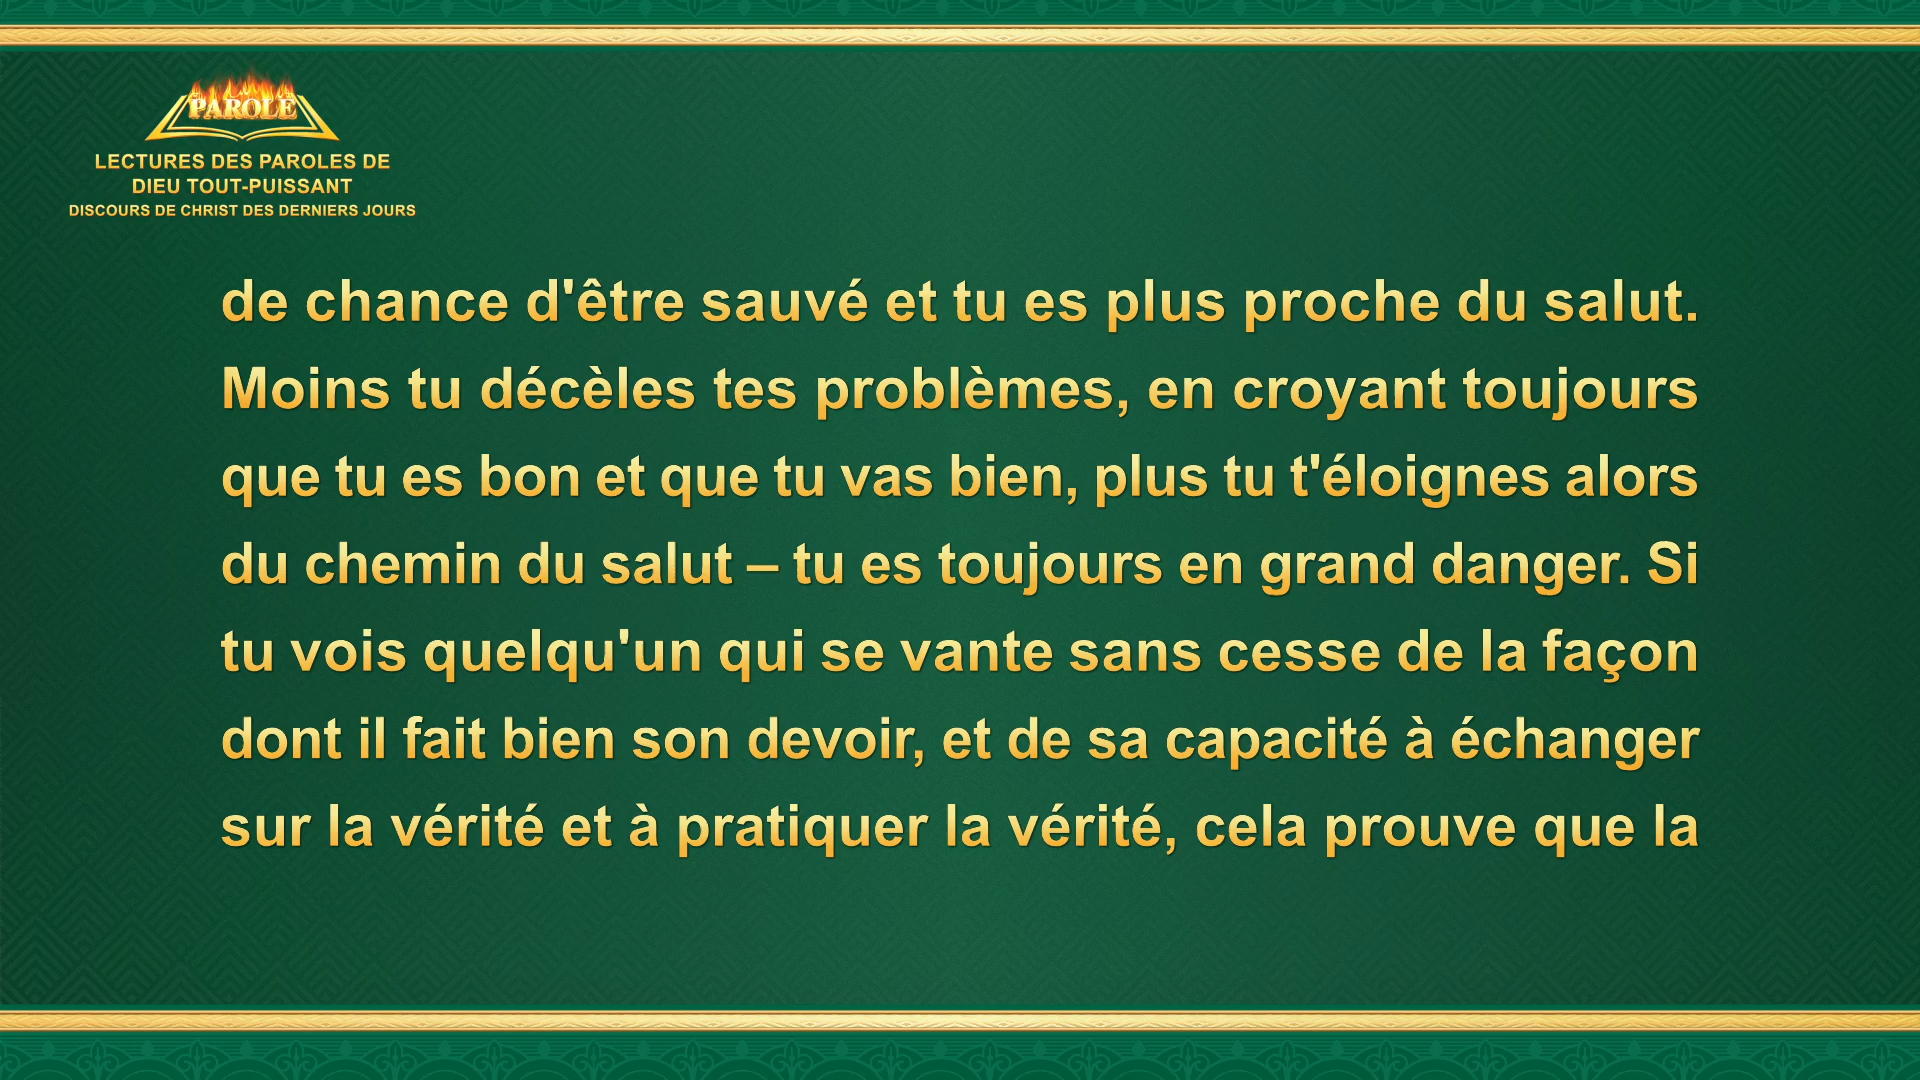 PAROLE
LECTURES DES PAROLES DE
DIEU TOUT-PUISSANT
DISCOURS DE CHRIST DES DERNIERS JOURS
de chance d'être sauvé et tu es plus proche du salut.
Moins tu décèles tes problèmes, en croyant toujours
que tu es bon et que tu vas bien, plus tu t'éloignes alors
du chemin du salut – tu es toujours en grand danger. Si
tu vois quelqu'un qui se vante sans cesse de la façon
dont il fait bien son devoir, et de sa capacité à échanger
sur la vérité et à pratiquer la vérité, cela prouve que la